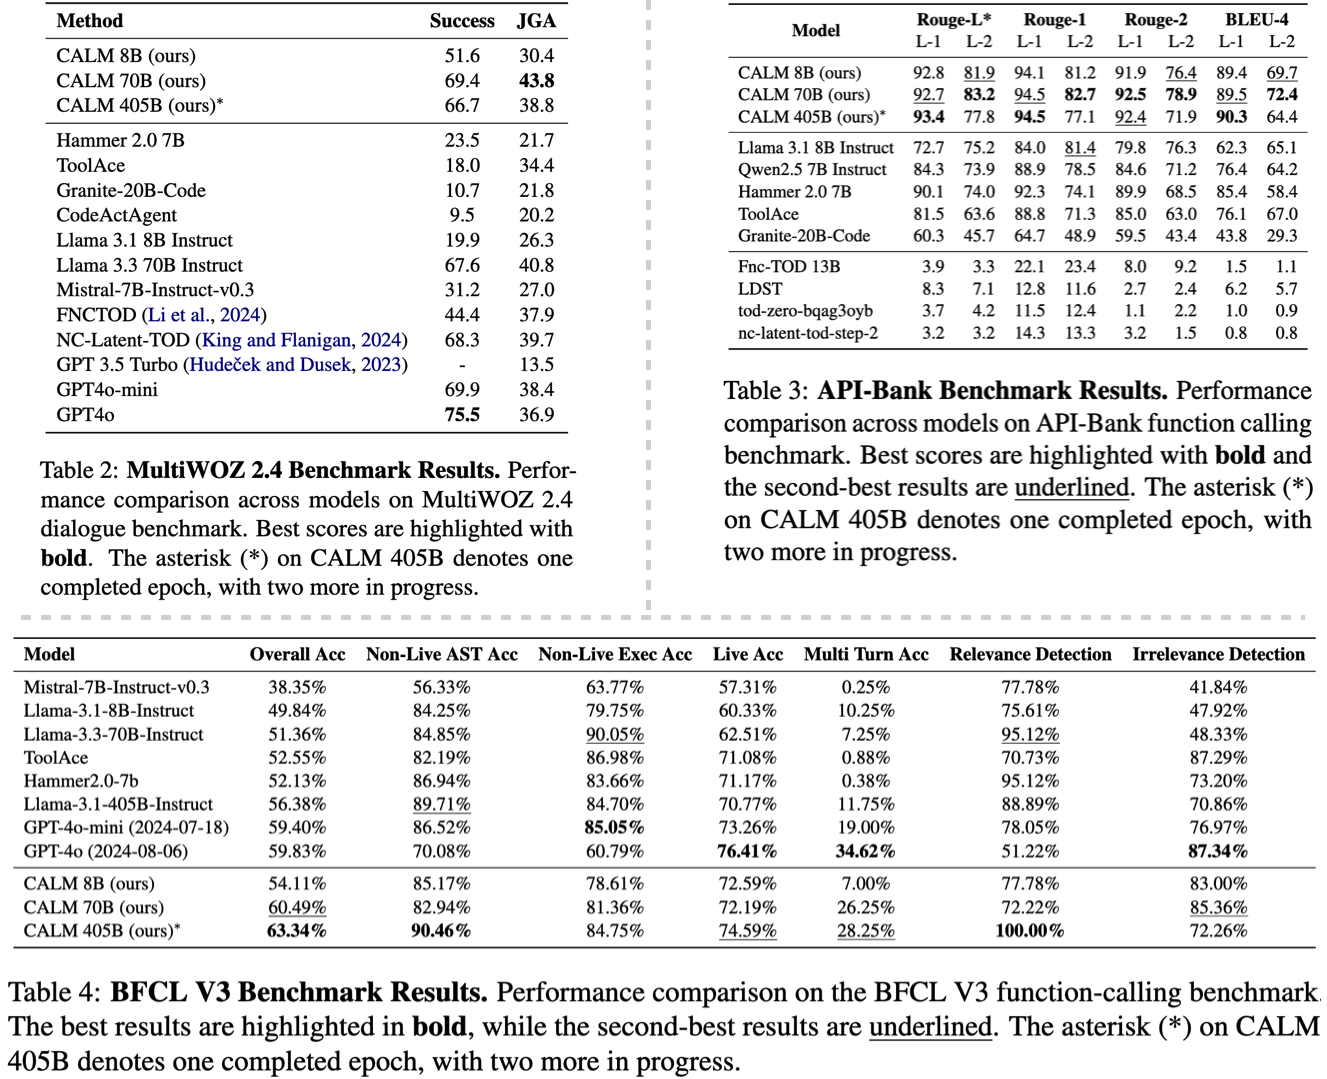 Method Success JGA
CALM 8B (ours) 51.6 30.4
CALM 70B (ours) 69.4 43.8
CALM 405B (ours)* 66.7 38.8
Hammer 2.0 7B 23.5 21.7
ToolAce 18.0 34.4
Granite-20B-Code 10.7 21.8
CodeActAgent 9.5 20.2
Llama 3.1 8B Instruct 19.9 26.3
Llama 3.3 70B Instruct 67.6 40.8
Mistral-7B-Instruct-v0.3 31.2 27.0
FNCTOD (Li et al., 2024) 44.4 37.9
NC-Latent-TOD (King and Flanigan, 2024) 68.3 39.7
GPT 3.5 Turbo (Hudeček and Dusek, 2023) - 13.5
GPT4o-mini 69.9 38.4
GPT4o 75.5 36.9
Table 2: MultiWOZ 2.4 Benchmark Results. Perfor-
mance comparison across models on MultiWOZ 2.4
dialogue benchmark. Best scores are highlighted with
bold. The asterisk (*) on CALM 405B denotes one
completed epoch, with two more in progress.
Model Rouge-L* Rouge-1 Rouge-2 BLEU-4
L-1 L-2 L-1 L-2 L-1 L-2 L-1 L-2
CALM 8B (ours) 92.8 81.9 94.1 81.2 91.9 76.4 89.4 69.7
CALM 70B (ours) 92.7 83.2 94.5 82.7 92.5 78.9 89.5 72.4
CALM 405B (ours)* 93.4 77.8 94.5 77.1 92.4 71.9 90.3 64.4
Llama 3.1 8B Instruct 72.7 75.2 84.0 81.4 79.8 76.3 62.3 65.1
Qwen2.5 7B Instruct 84.3 73.9 88.9 78.5 84.6 71.2 76.4 64.2
Hammer 2.0 7B 90.1 74.0 92.3 74.1 89.9 68.5 85.4 58.4
ToolAce 81.5 63.6 88.8 71.3 85.0 63.0 76.1 67.0
Granite-20B-Code 60.3 45.7 64.7 48.9 59.5 43.4 43.8 29.3
Fnc-TOD 13B 3.9 3.3 22.1 23.4 8.0 9.2 1.5 1.1
LDST 8.3 7.1 12.8 11.6 2.7 2.4 6.2 5.7
tod-zero-bqag3oyb 3.7 4.2 11.5 12.4 1.1 2.2 1.0 0.9
nc-latent-tod-step-2 3.2 3.2 14.3 13.3 3.2 1.5 0.8 0.8
Table 3: API-Bank Benchmark Results. Performance
comparison across models on API-Bank function calling
benchmark. Best scores are highlighted with bold and
the second-best results are underlined. The asterisk (*)
on CALM 405B denotes one completed epoch, with
two more in progress.
Model Overall Acc Non-Live AST Acc Non-Live Exec Acc Live Acc Multi Turn Acc Relevance Detection Irrelevance Detection
Mistral-7B-Instruct-v0.3 38.35% 56.33% 63.77% 57.31% 0.25% 77.78% 41.84%
Llama-3.1-8B-Instruct 49.84% 84.25% 79.75% 60.33% 10.25% 75.61% 47.92%
Llama-3.3-70B-Instruct 51.36% 84.85% 90.05% 62.51% 7.25% 95.12% 48.33%
ToolAce 52.55% 82.19% 86.98% 71.08% 0.88% 70.73% 87.29%
Hammer2.0-7b 52.13% 86.94% 83.66% 71.17% 0.38% 95.12% 73.20%
Llama-3.1-405B-Instruct 56.38% 89.71% 84.70% 70.77% 11.75% 88.89% 70.86%
GPT-4o-mini (2024-07-18) 59.40% 86.52% 85.05% 73.26% 19.00% 78.05% 76.97%
GPT-4o (2024-08-06) 59.83% 70.08% 60.79% 76.41% 34.62% 51.22% 87.34%
CALM 8B (ours) 54.11% 85.17% 78.61% 72.59% 7.00% 77.78% 83.00%
CALM 70B (ours) 60.49% 82.94% 81.36% 72.19% 26.25% 72.22% 85.36%
CALM 405B (ours)* 63.34% 90.46% 84.75% 74.59% 28.25% 100.00% 72.26%
Table 4: BFCL V3 Benchmark Results. Performance comparison on the BFCL V3 function-calling benchmark.
The best results are highlighted in bold, while the second-best results are underlined. The asterisk (*) on CALM
405B denotes one completed epoch, with two more in progress.